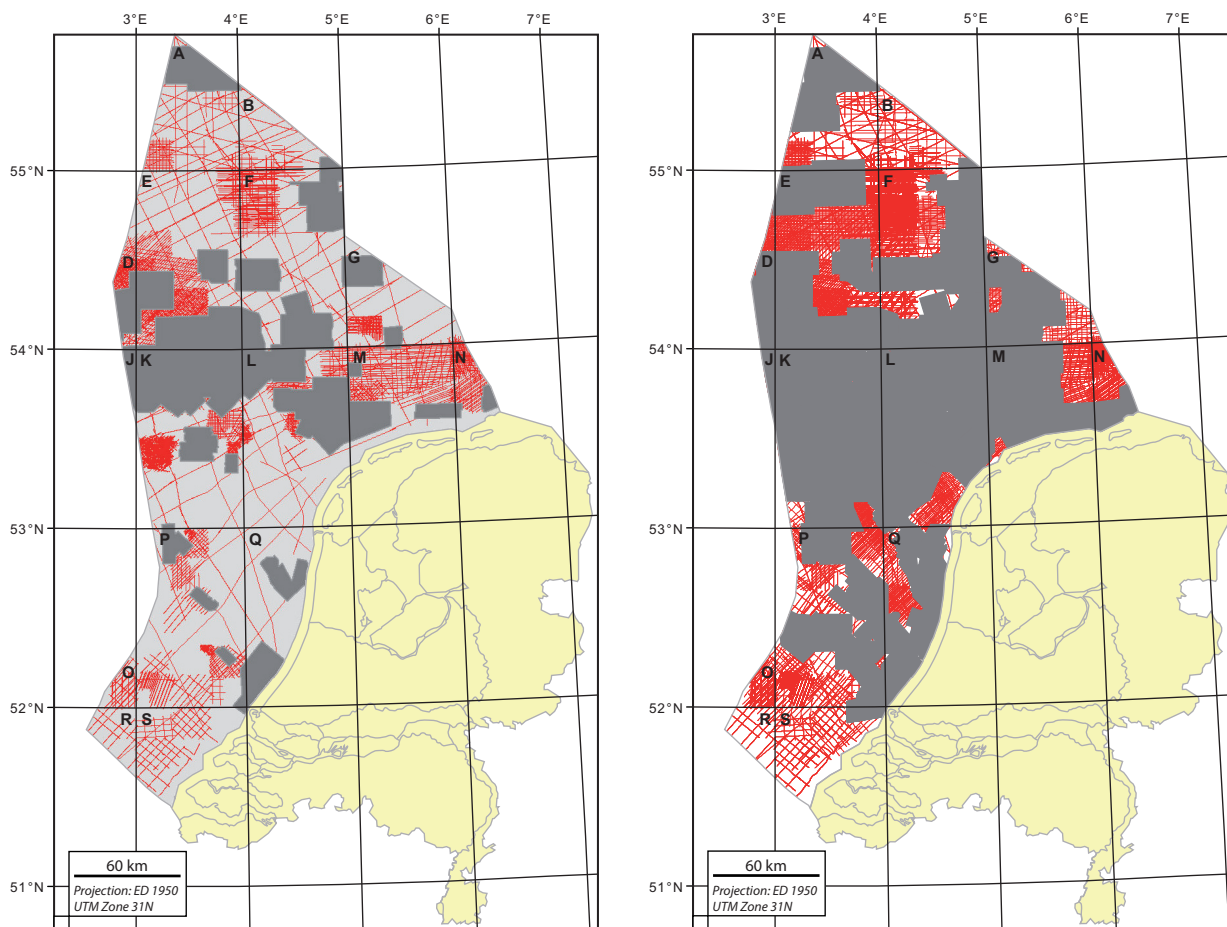 3°E 4°E 5°E 6°E 7°E
A
B
55°N
E F
D G
54°N
J K L M N
P Q
53°N
O
52°N
R S
51°N
60 km
Projection: ED 1950
UTM Zone 31N
3°E 4°E 5°E 6°E 7°E
A
B
55°N
E F
D G
54°N
J K L M N
53°N
P Q
O
52°N
R S
51°N
60 km
Projection: ED 1950
UTM Zone 31N